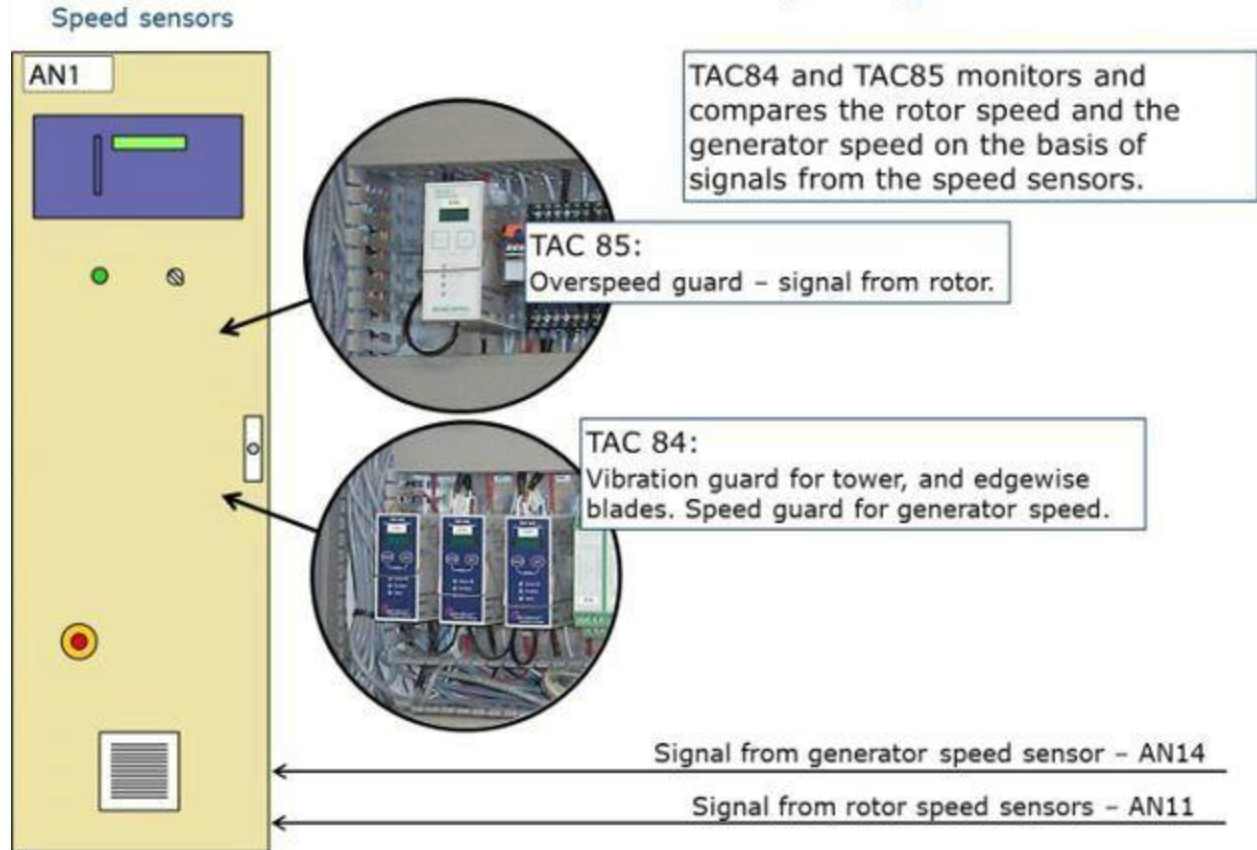 Speed sensors
AN1
TAC84 and TAC85 monitors and
compares the rotor speed and the
generator speed on the basis of
signals from the speed sensors.
TAC 85:
Overspeed guard – signal from rotor.
TAC 84:
Vibration guard for tower, and edgewise
blades. Speed guard for generator speed.
Signal from generator speed sensor – AN14
Signal from rotor speed sensors – AN11